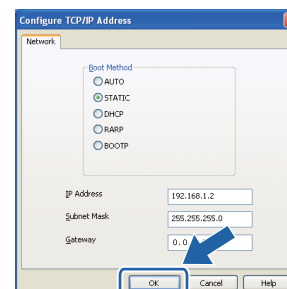 Configure TCP/IP Address
Network
Boot Method
AUTO
STATIC
DHCP
RARP
BOOTP
IP Address
192.168.1.2
Subnet Mask
255.255.255.0
Gateway
0. 0
OK
Cancel
Help